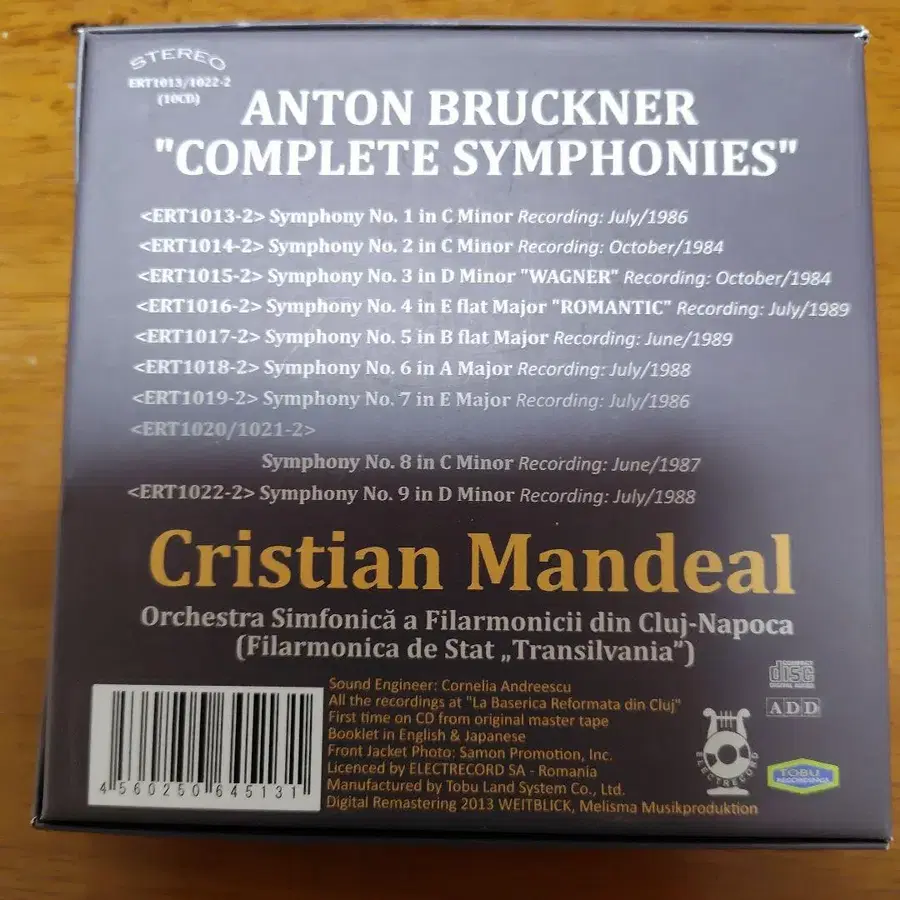 STEREO
ERT1013/1022-2
(10CD)
ANTON BRUCKNER
"COMPLETE SYMPHONIES"
<ERT1013-2> Symphony No. 1 in C Minor Recording: July/1986
<ERT1014-2> Symphony No. 2 in C Minor Recording: October/1984
<ERT1015-2> Symphony No. 3 in D Minor "WAGNER" Recording: October/1984
<ERT1016-2> Symphony No. 4 in E flat Major "ROMANTIC" Recording: July/1989
<ERT1017-2> Symphony No. 5 in B flat Major Recording: June/1989
<ERT1018-2> Symphony No. 6 in A Major Recording: July/1988
<ERT1019-2> Symphony No. 7 in E Major Recording: July/1986
<ERT1020/1021-2>
Symphony No. 8 in C Minor Recording: June/1987
<ERT1022-2> Symphony No. 9 in D Minor Recording: July/1988
Cristian Mandeal
Orchestra Simfonică a Filarmonicii din Cluj-Napoca
(Filarmonica de Stat „Transilvania”)
Sound Engineer: Cornelia Andreescu
All the recordings at "La Baserica Reformata din Cluj"
First time on CD from original master tape
Booklet in English & Japanese
Front Jacket Photo: Samon Promotion, Inc.
Licenced by ELECTRECORD SA - Romania
Manufactured by Tobu Land System Co., Ltd.
Digital Remastering 2013 WEITBLICK, Melisma Musikproduktion
4 560250 645131
COMPACT
disc
DIGITAL AUDIO
ADD
ELECTRECORD
TOBU
RECORDINGS